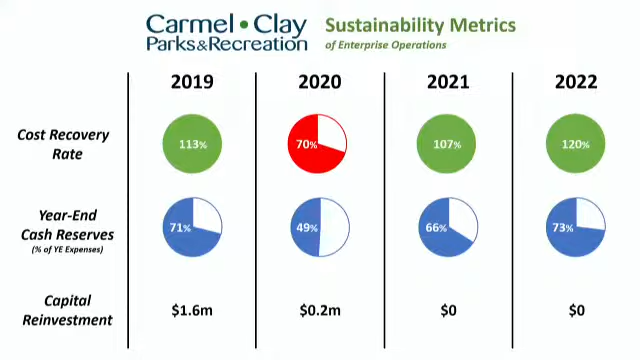 Carmel • Clay
Parks&Recreation
Sustainability Metrics
of Enterprise Operations
2019 2020 2021 2022
Cost Recovery
Rate
113% 70% 107% 120%
Year-End
Cash Reserves
(% of YE Expenses)
71% 49% 66% 73%
Capital
Reinvestment
$1.6m $0.2m $0 $0